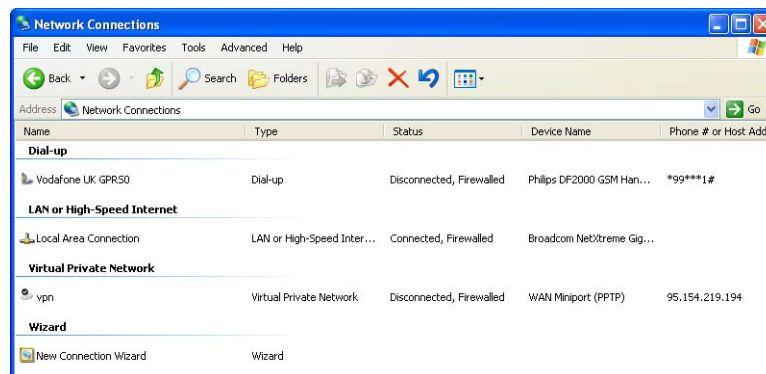 Network Connections
File Edit View Favorites Tools Advanced Help
Back Search Folders
Address Network Connections Go
Name Type Status Device Name Phone # or Host Add
Dial-up
Vodafone UK GPRS0 Dial-up Disconnected, Firewalled Philips DF2000 GSM Han... *99***1#
LAN or High-Speed Internet
Local Area Connection LAN or High-Speed Inter... Connected, Firewalled Broadcom NetXtreme Gig...
Virtual Private Network
vpn Virtual Private Network Disconnected, Firewalled WAN Miniport (PPTP) 95.154.219.194
Wizard
New Connection Wizard Wizard